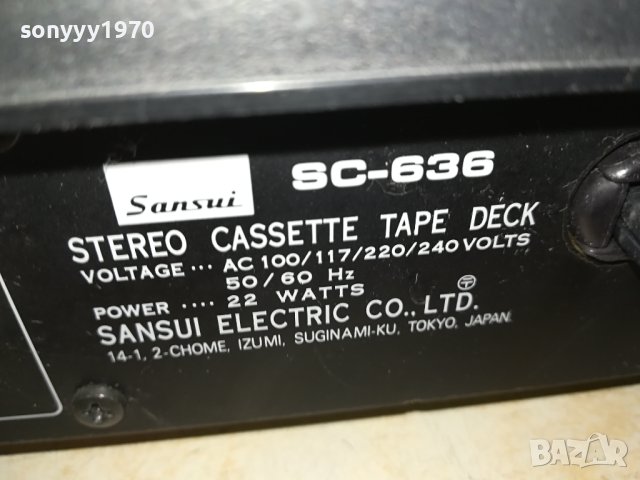 sonyyy1970
Sansui SC-636
STEREO CASSETTE TAPE DECK
VOLTAGE ··· AC 100/117/220/240 VOLTS
50/60 Hz
POWER ···· 22 WATTS
SANSUI ELECTRIC CO., LTD.
14-1, 2-CHOME, IZUMI, SUGINAMI-KU, TOKYO, JAPAN.
BAZAR